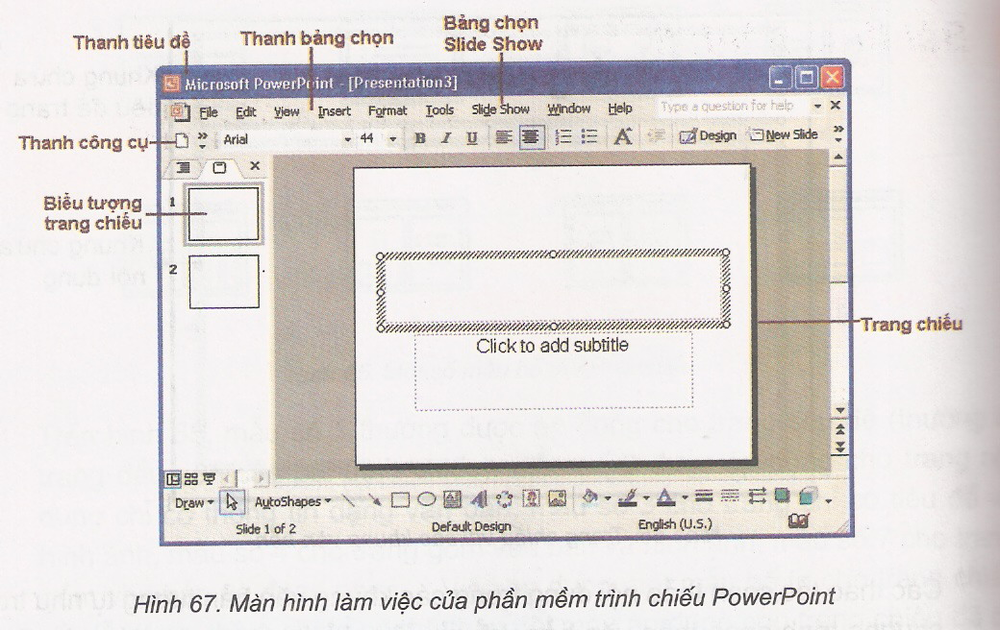 Bảng chọn
Slide Show
Thanh tiêu đề
Thanh bảng chọn
Microsoft PowerPoint - [Presentation3]
File Edit View Insert Format Tools Slide Show Window Help Type a question for help
Thanh công cụ
Arial 44 B I U A Design New Slide
Biểu tượng
trang chiếu
1
2
Trang chiếu
Click to add subtitle
Draw AutoShapes
Slide 1 of 2 Default Design English (U.S.)
Hình 67. Màn hình làm việc của phần mềm trình chiếu PowerPoint